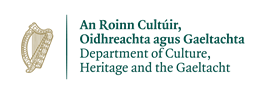 An Roinn Cultúir,
Oidhreachta agus Gaeltachta
Department of Culture,
Heritage and the Gaeltacht